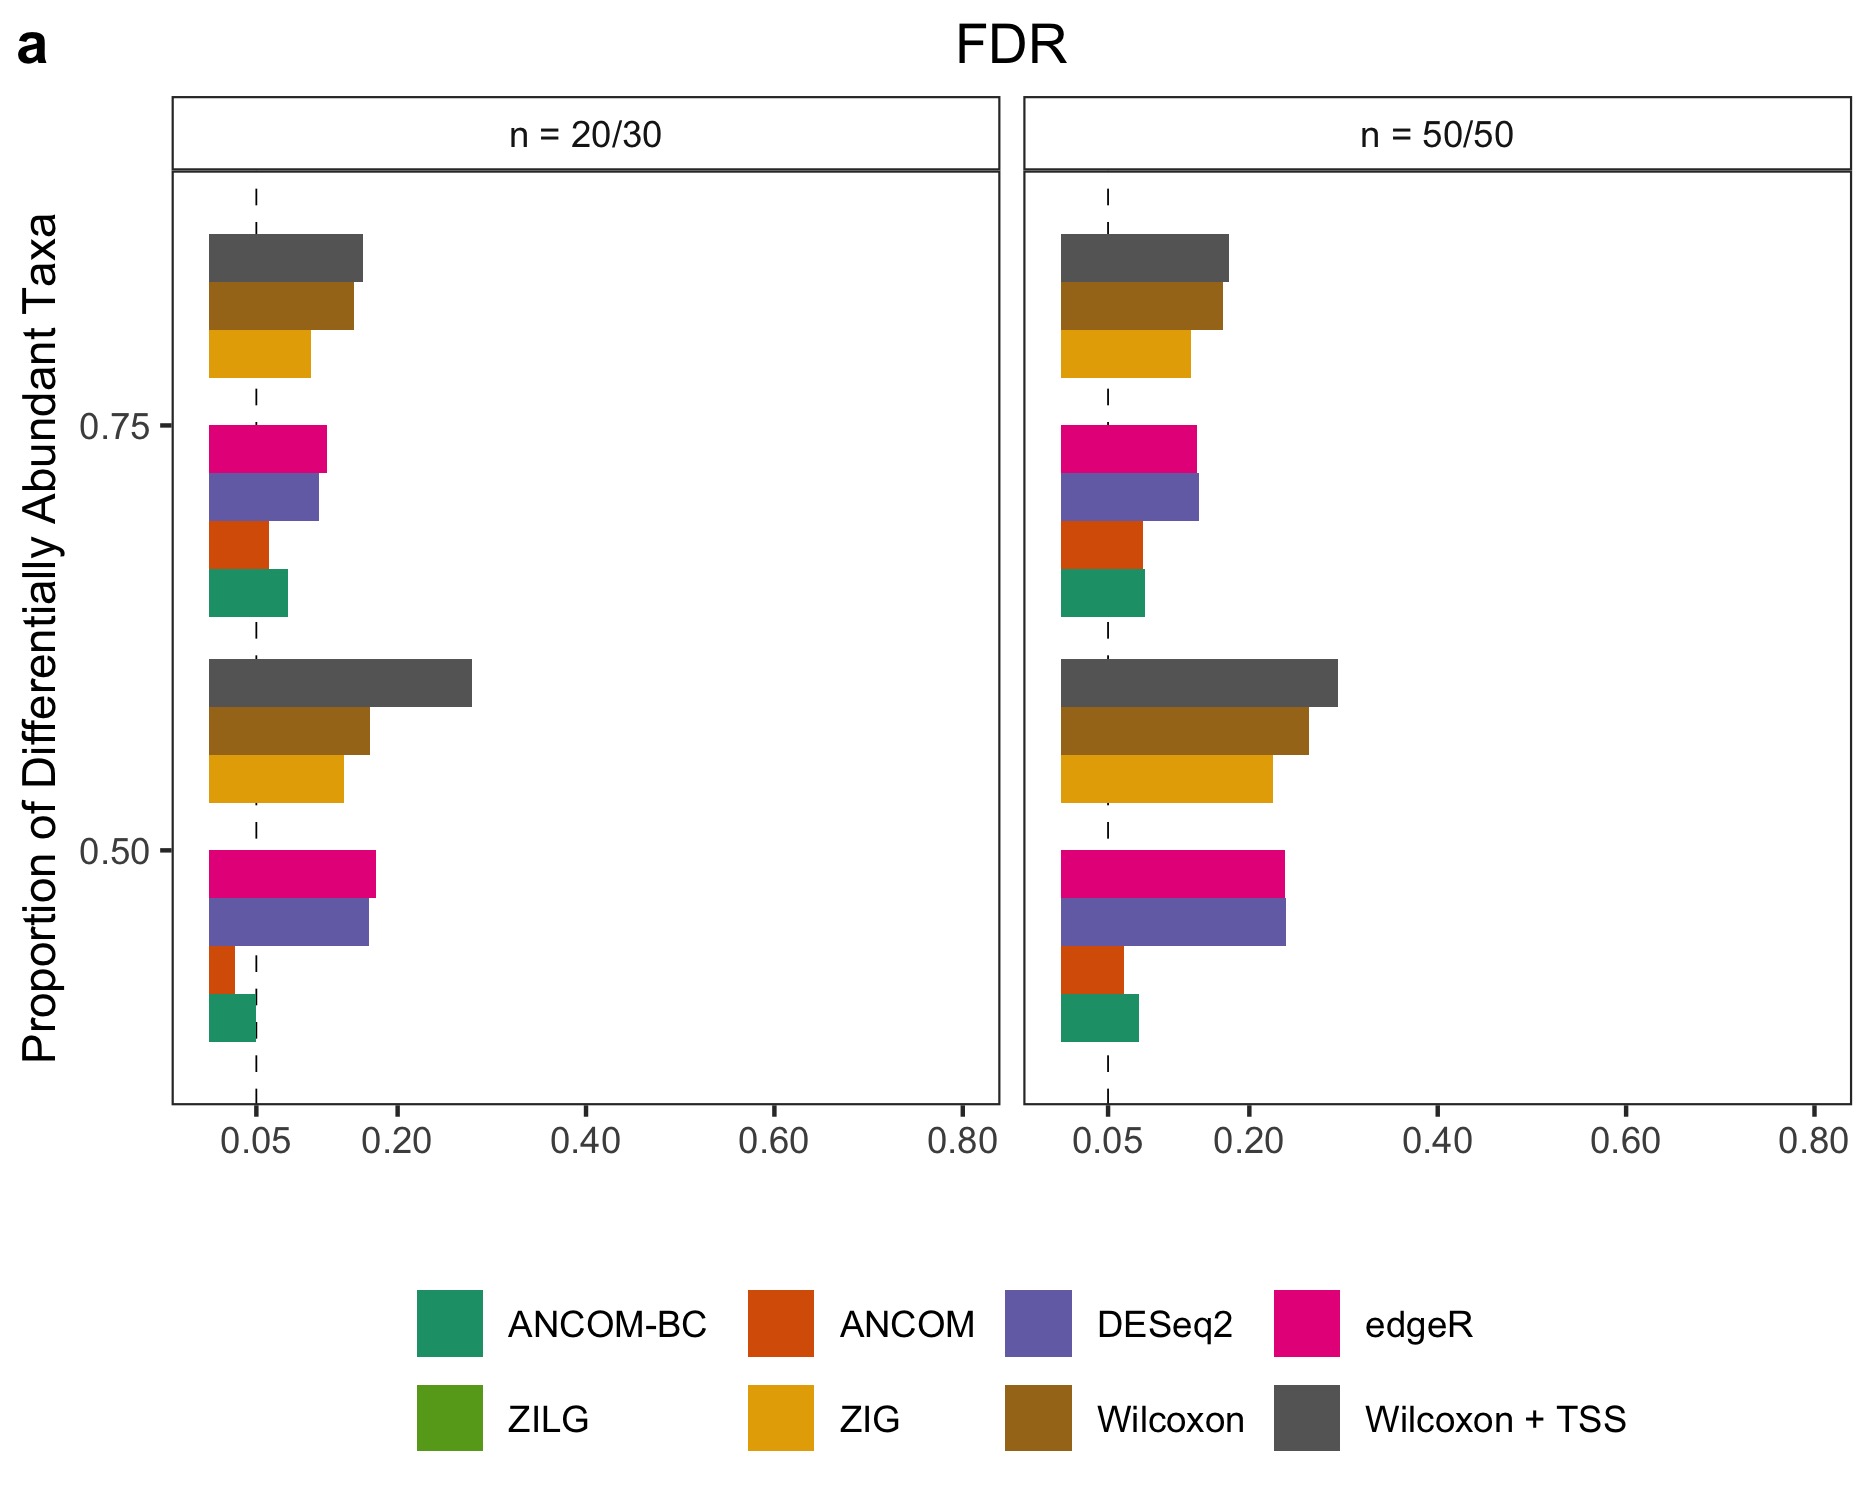 a
FDR
n = 20/30
n = 50/50
Proportion of Differentially Abundant Taxa
0.75
0.50
0.05 0.20 0.40 0.60 0.80
0.05 0.20 0.40 0.60 0.80
ANCOM-BC ANCOM DESeq2 edgeR
ZILG ZIG Wilcoxon Wilcoxon + TSS